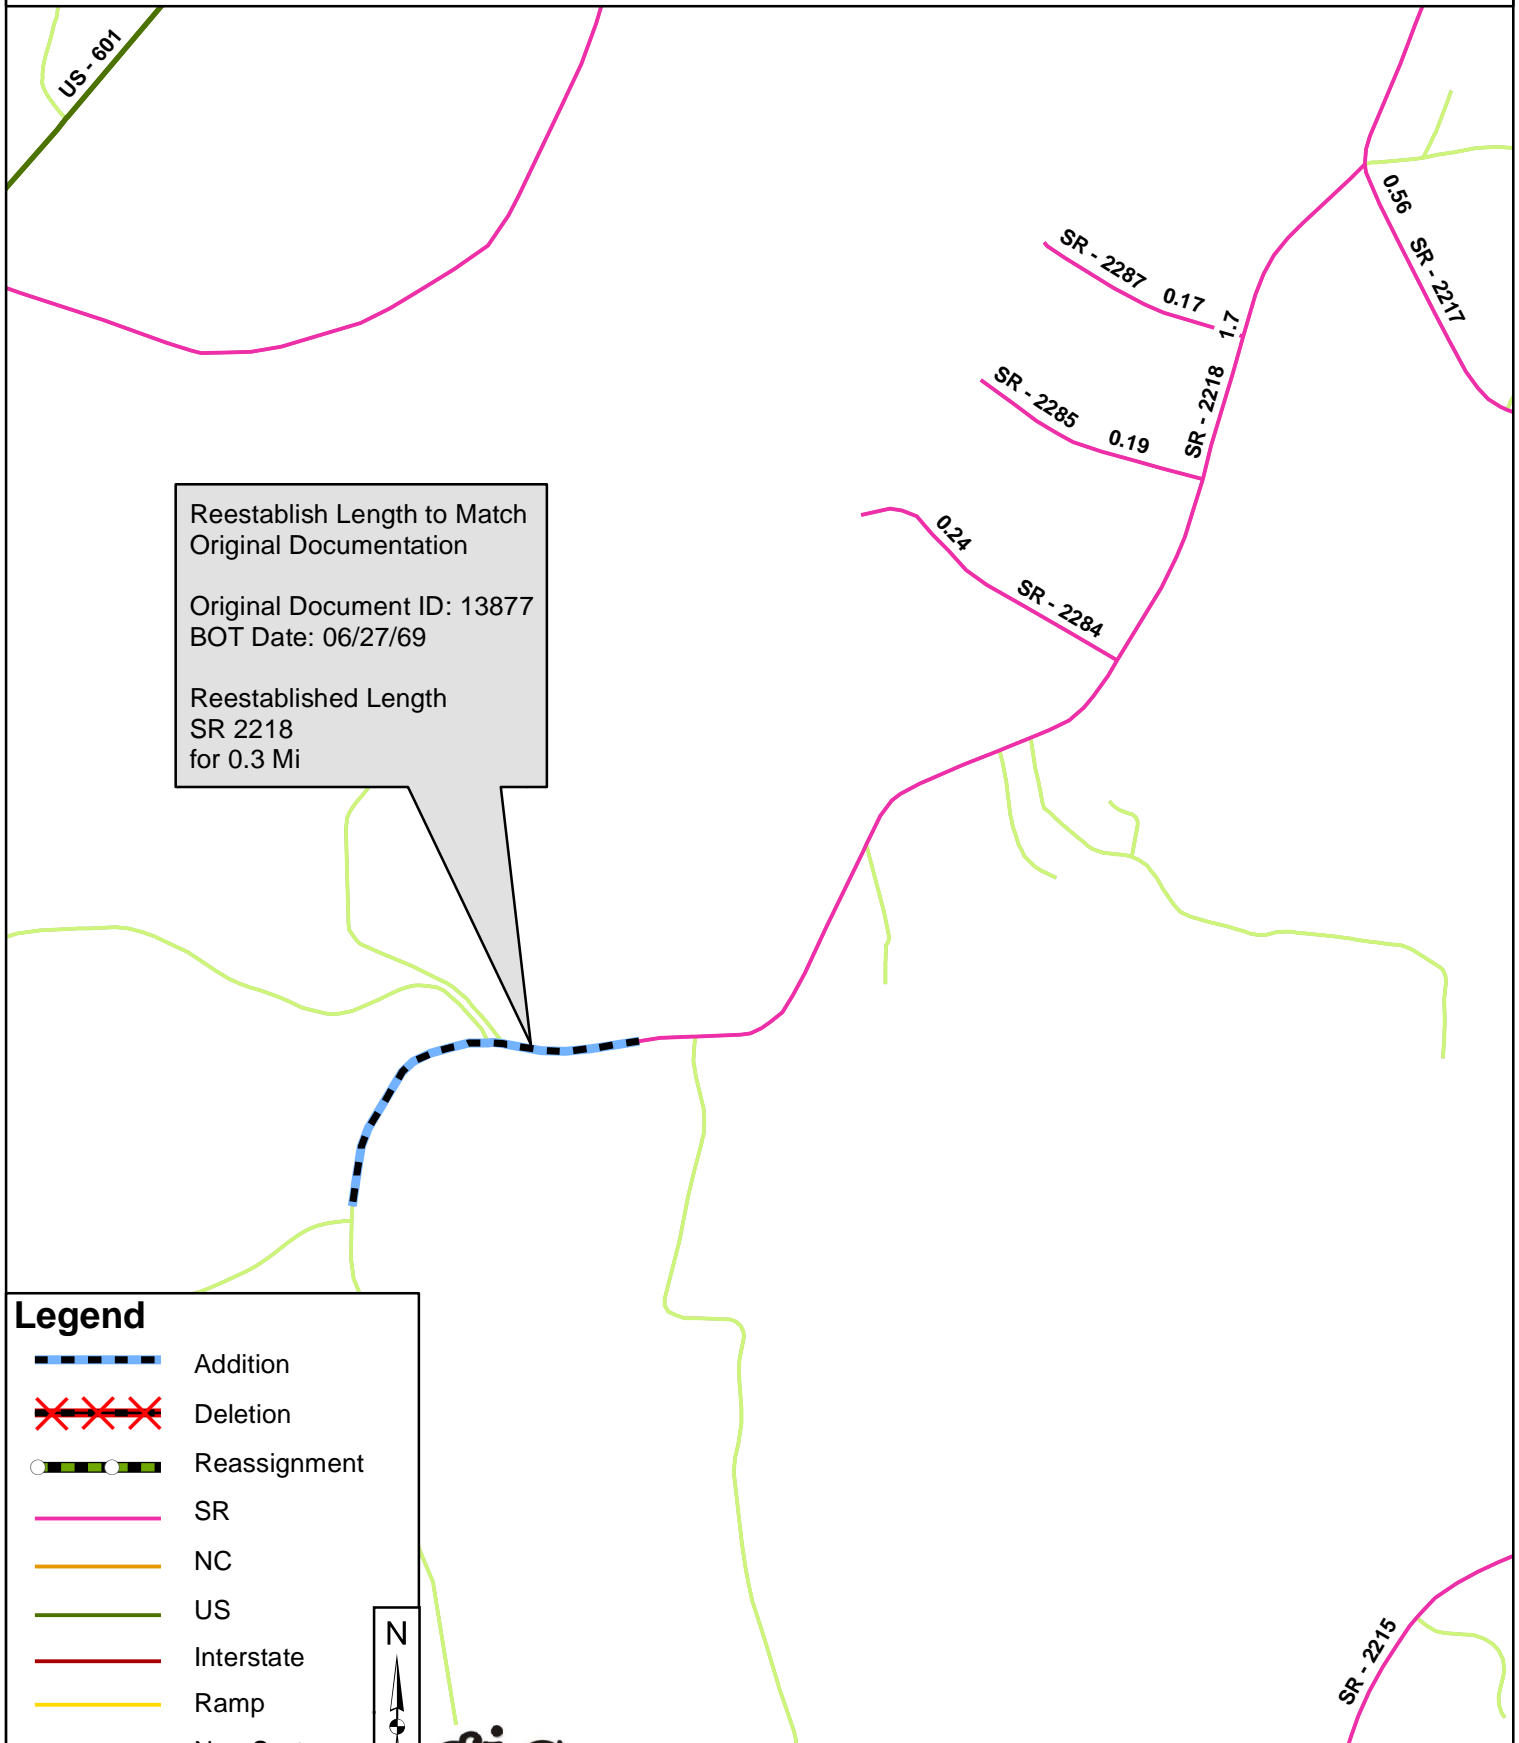 US - 601
0.56
SR - 2217
SR - 2287
0.17
1.7
SR - 2218
SR - 2285
0.19
0.24
SR - 2284
Reestablish Length to Match
Original Documentation
Original Document ID: 13877
BOT Date: 06/27/69
Reestablished Length
SR 2218
for 0.3 Mi
Legend
Addition
Deletion
Reassignment
SR
NC
US
Interstate
Ramp
N
SR - 2215